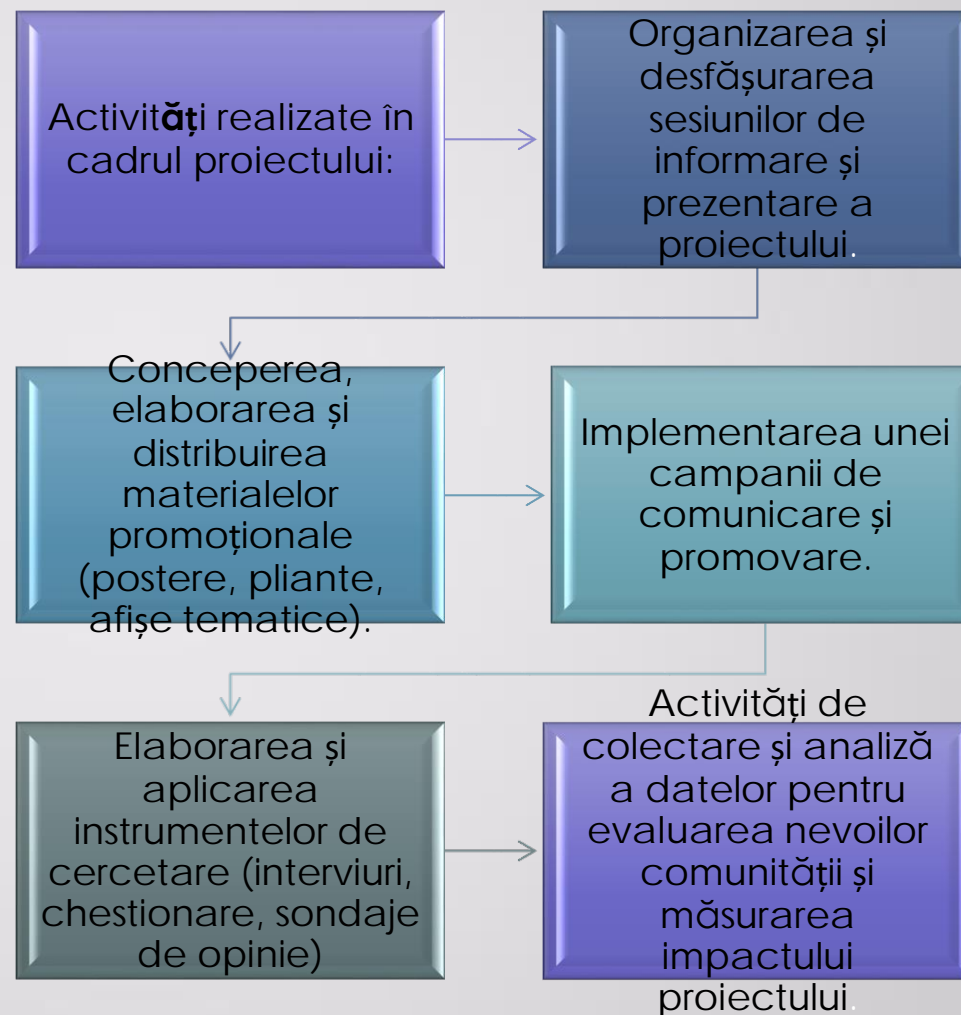 Activități realizate în
cadrul proiectului:
Organizarea și
desfășurarea
sesiunilor de
informare și
prezentare a
proiectului.
Conceperea,
elaborarea și
distribuirea
materialelor
promoționale
(postere, pliante,
afișe tematice).
Implementarea unei
campanii de
comunicare și
promovare.
Elaborarea și
aplicarea
instrumentelor de
cercetare (interviuri,
chestionare, sondaje
de opinie)
Activități de
colectare și analiză
a datelor pentru
evaluarea nevoilor
comunității și
măsurarea
impactului
proiectului.